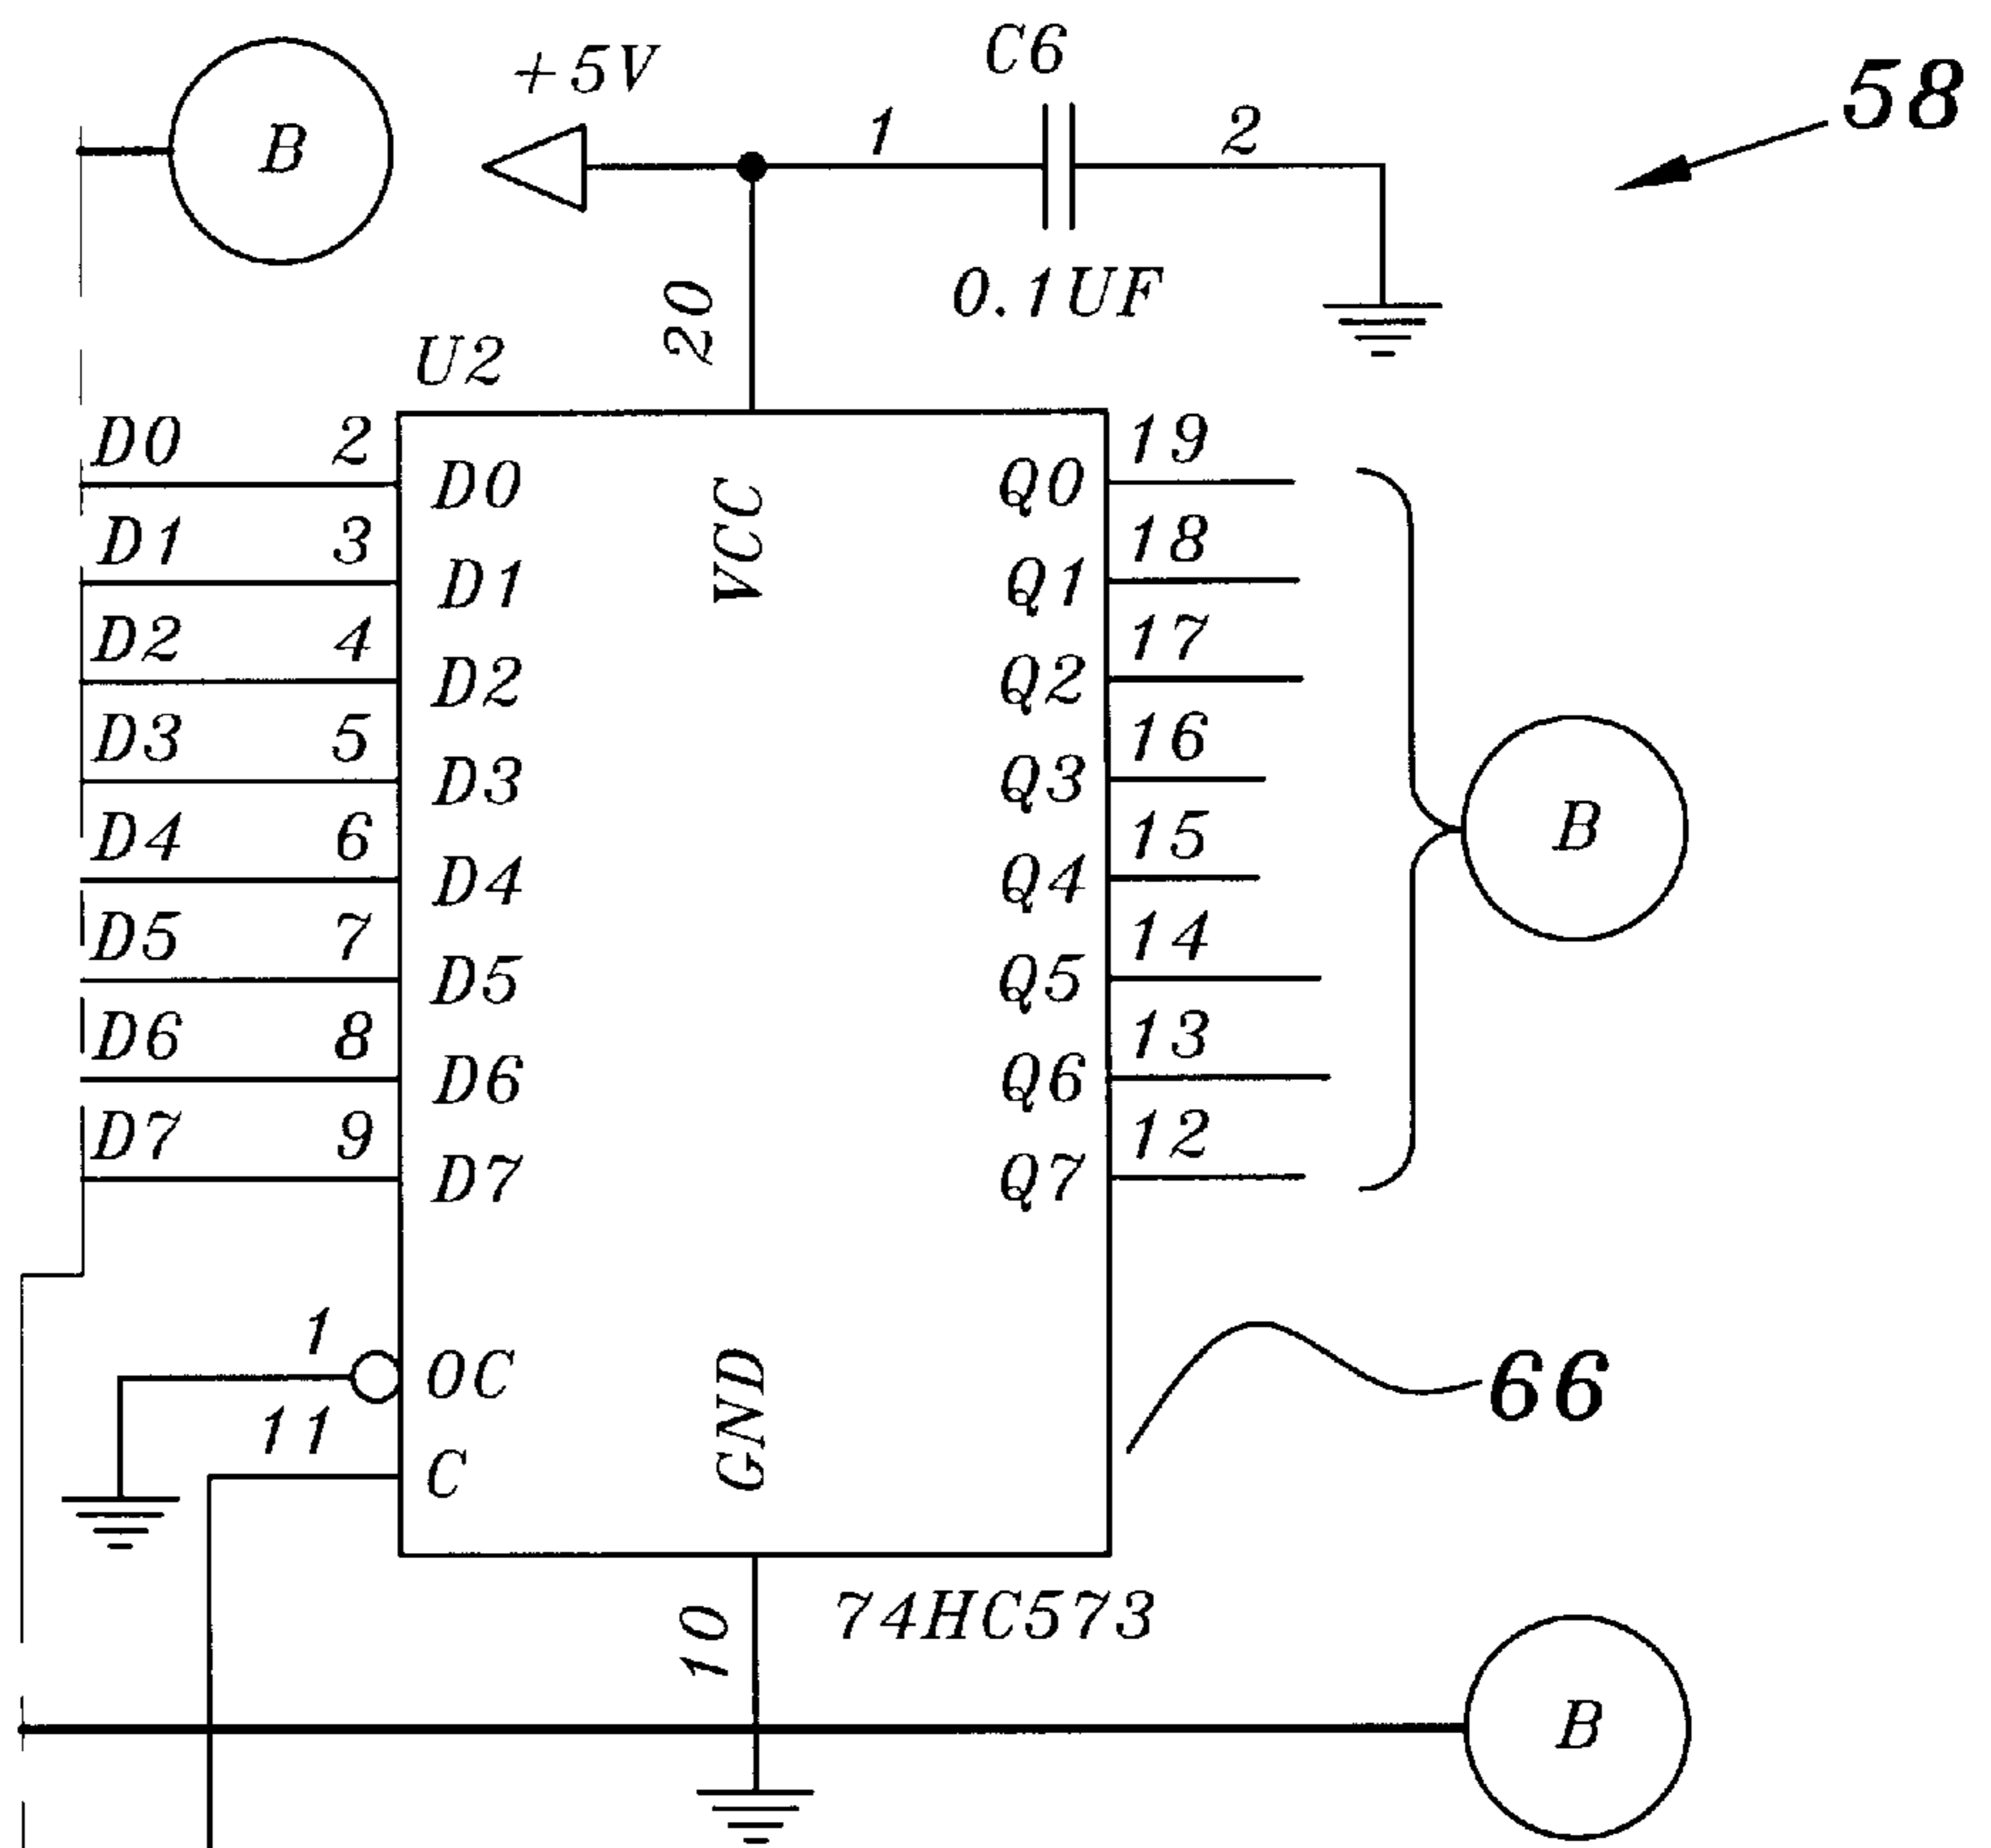 B
+5V
C6
1
2
58
0.1UF
20
U2
D0 2 D0 VCC Q0 19
D1 3 D1 Q1 18
D2 4 D2 Q2 17
D3 5 D3 Q3 16
D4 6 D4 Q4 15
B
D5 7 D5 Q5 14
D6 8 D6 Q6 13
D7 9 D7 Q7 12
1 OC GND
66
11 C
10
74HC573
B